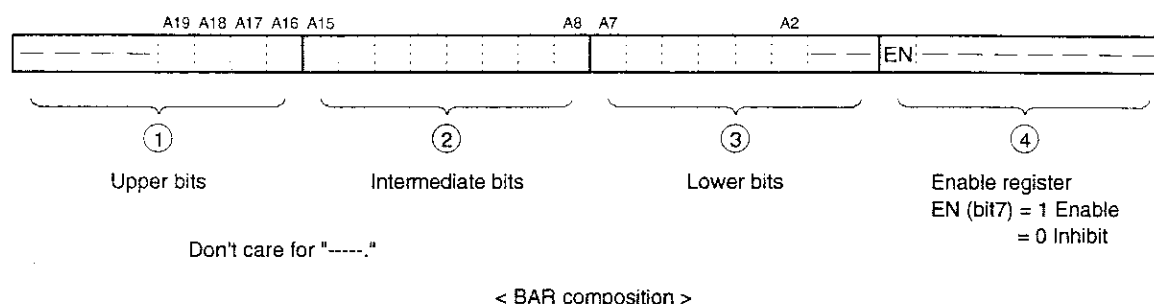 A19 A18 A17 A16 A15 A8 A7 A2
EN
1 2 3 4
Upper bits Intermediate bits Lower bits Enable register
EN (bit7) = 1 Enable
= 0 Inhibit
Don't care for "-----."
< BAR composition >